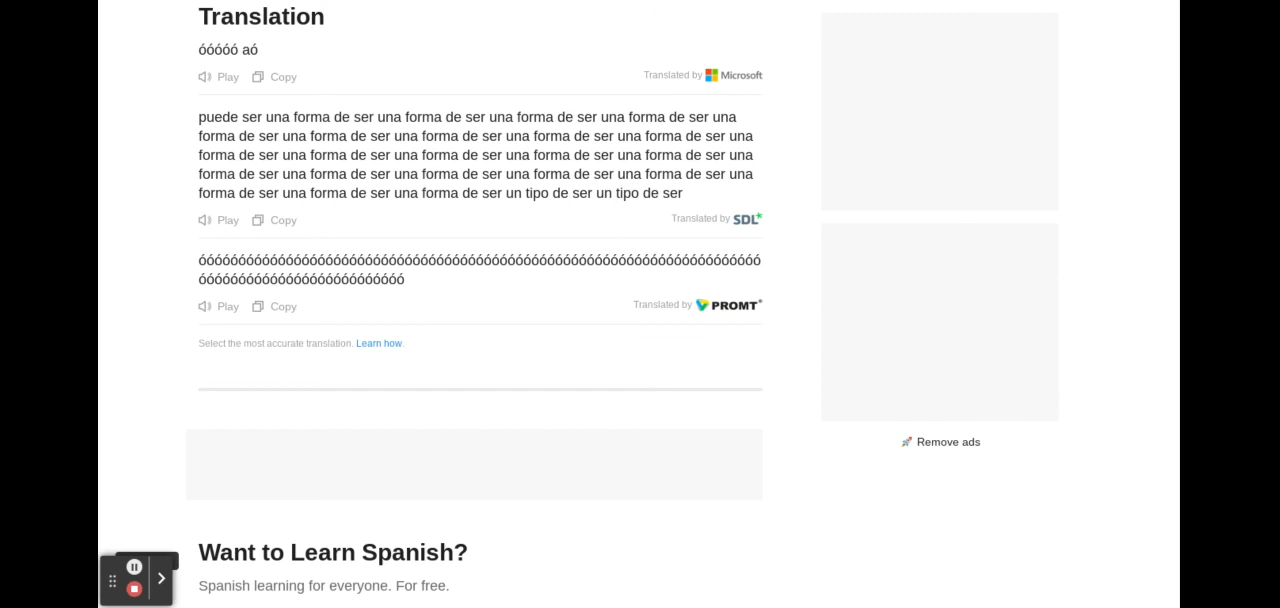 Translation
óóóóó aó
Play Copy Translated by Microsoft
puede ser una forma de ser una forma de ser una forma de ser una forma de ser una
forma de ser una forma de ser una forma de ser una forma de ser una forma de ser una
forma de ser una forma de ser una forma de ser una forma de ser una forma de ser una
forma de ser una forma de ser una forma de ser una forma de ser una forma de ser una
forma de ser una forma de ser una forma de ser un tipo de ser un tipo de ser
Play Copy Translated by SDL*
óóóóóóóóóóóóóóóóóóóóóóóóóóóóóóóóóóóóóóóóóóóóóóóóóóóóóóóóóóóóóóóóóóóóóóó
óóóóóóóóóóóóóóóóóóóóóóóóóó
Play Copy Translated by PROMT®
Select the most accurate translation. Learn how.
Remove ads
Want to Learn Spanish?
Spanish learning for everyone. For free.